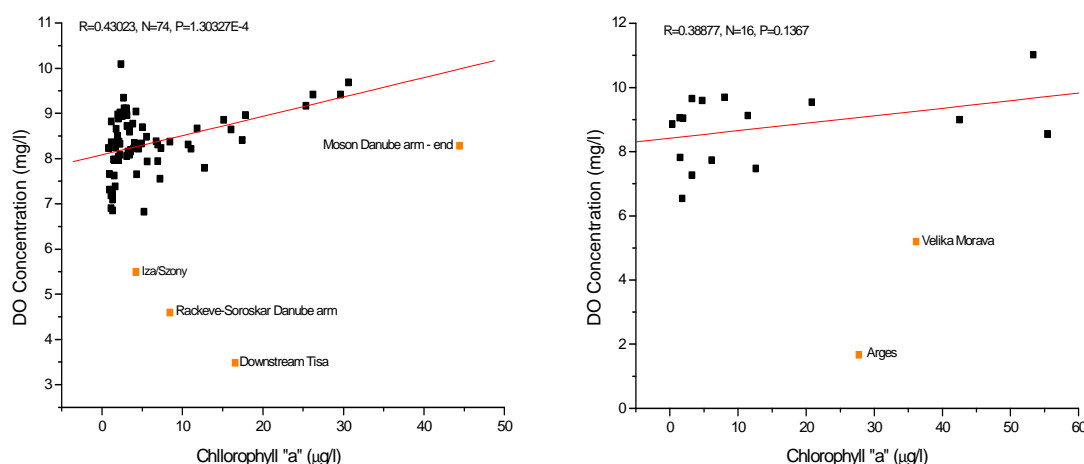 R=0.43023, N=74, P=1.30327E-4
11
10
9
8
7
6
5
4
3
DO Concentration (mg/l)
Moson Danube arm - end
Iza/Szony
Rackeve-Soroskar Danube arm
Downstream Tisa
0
10
20
30
40
50
Chllorophyll "a" (µg/l)
R=0.38877, N=16, P=0.1367
12
10
8
6
4
2
0
DO Concentration (mg/l)
Velika Morava
Arges
0
10
20
30
40
50
60
Chlorophyll "a" (µg/l)